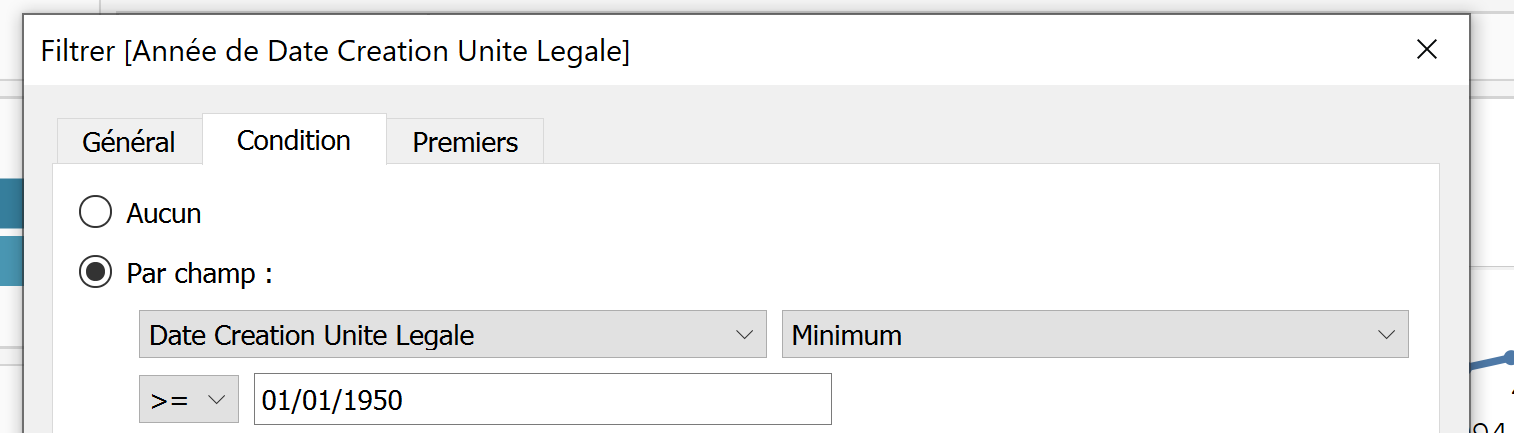 Filtrer [Année de Date Creation Unite Legale]
Général Condition Premiers
Aucun
Par champ :
Date Creation Unite Legale Minimum
>= 01/01/1950